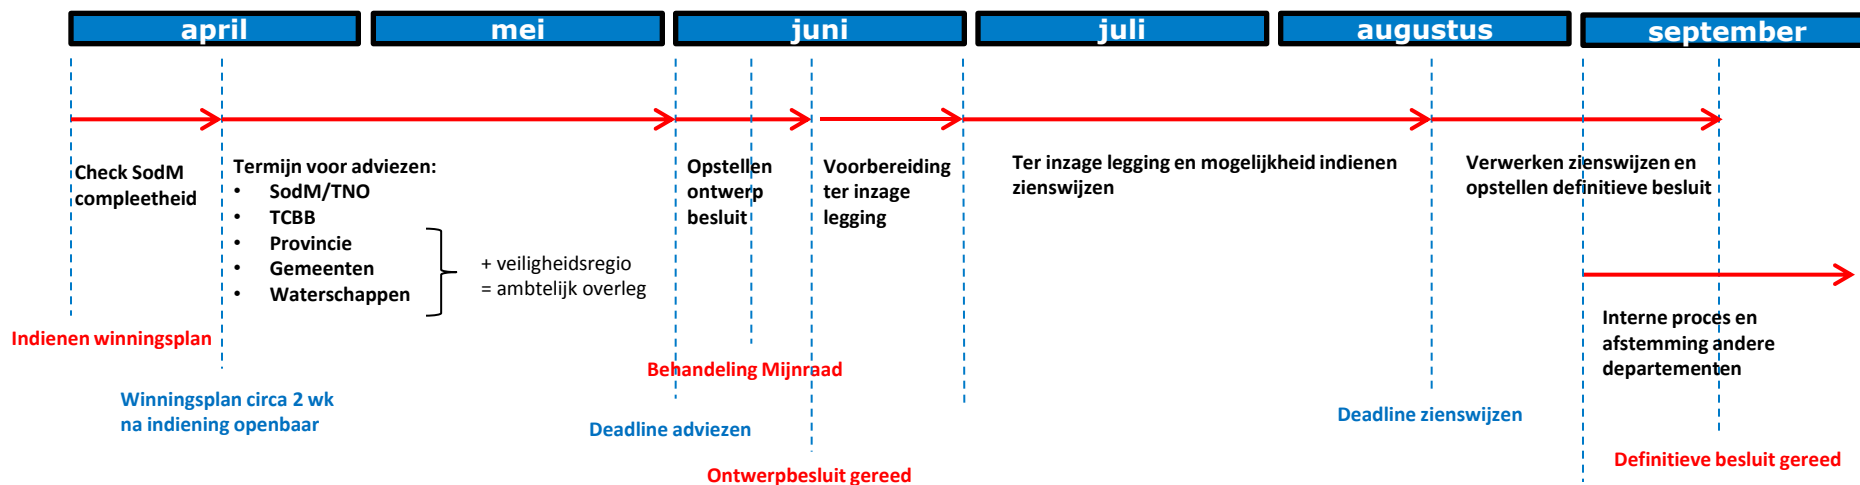 april
mei
juni
juli
augustus
september
Check SodM
compleetheid
Termijn voor adviezen:
• SodM/TNO
• TCBB
• Provincie
• Gemeenten
• Waterschappen
+ veiligheidsregio
= ambtelijk overleg
Opstellen
ontwerp
besluit
Voorbereiding
ter inzage
legging
Ter inzage legging en mogelijkheid indienen
zienswijzen
Verwerken zienswijzen en
opstellen definitieve besluit
Interne proces en
afstemming andere
departementen
Indienen winningsplan
Winningsplan circa 2 wk
na indiening openbaar
Behandeling Mijnraad
Deadline adviezen
Ontwerpbesluit gereed
Deadline zienswijzen
Definitieve besluit gereed